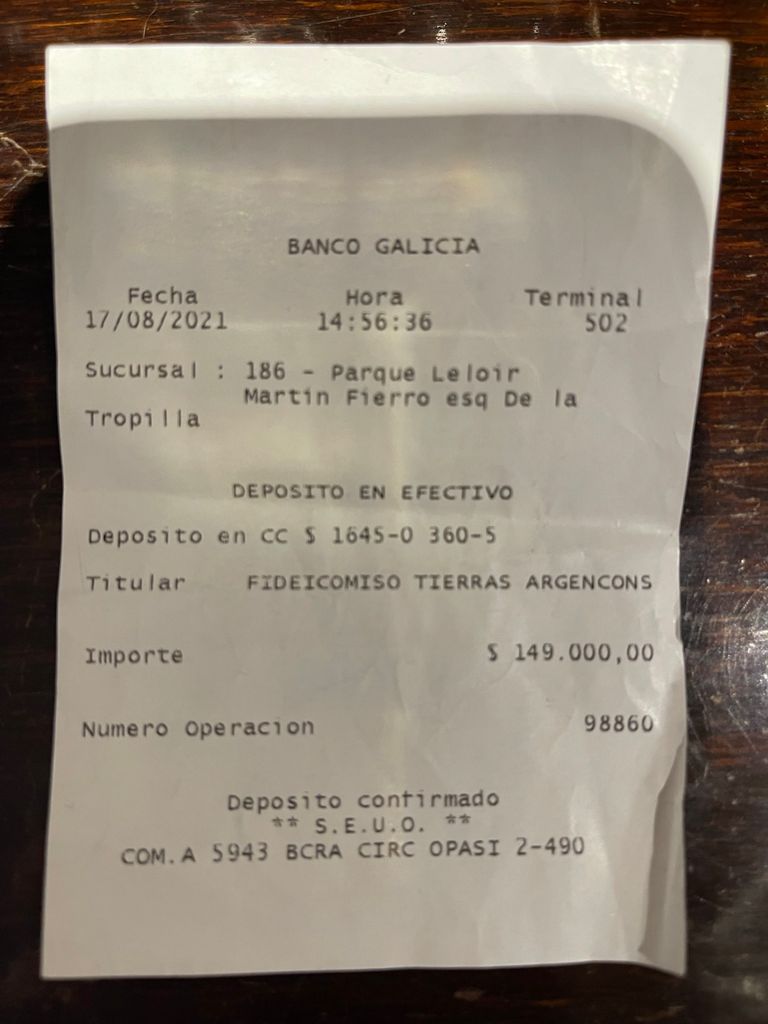 BANCO GALICIA
Fecha Hora Terminal
17/08/2021 14:56:36 502
Sucursal : 186 - Parque Leloir
Martin Fierro esq De la
Tropilla
DEPOSITO EN EFECTIVO
Deposito en CC $ 1645-0 360-5
Titular FIDEICOMISO TIERRAS ARGENCONS
Importe $ 149.000,00
Numero Operacion 98860
Deposito confirmado
** S.E.U.O. **
COM.A 5943 BCRA CIRC OPASI 2-490